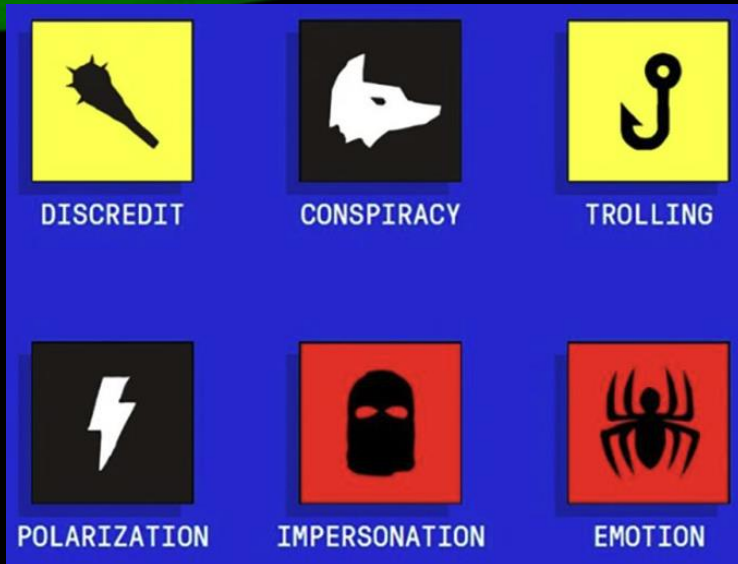 DISCREDIT
CONSPIRACY
TROLLING
POLARIZATION
IMPERSONATION
EMOTION